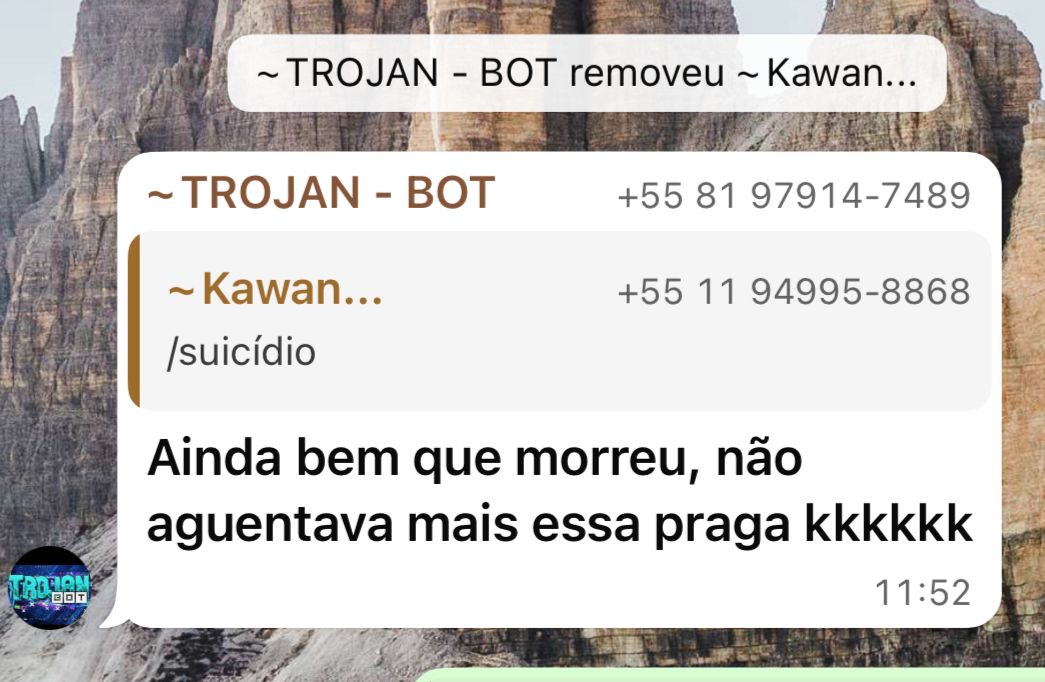 ~TROJAN - BOT removeu ~Kawan...
~TROJAN - BOT +55 81 97914-7489
~Kawan... +55 11 94995-8868
/suicídio
Ainda bem que morreu, não
aguentava mais essa praga kkkkkk
TROJAN
BOT
11:52